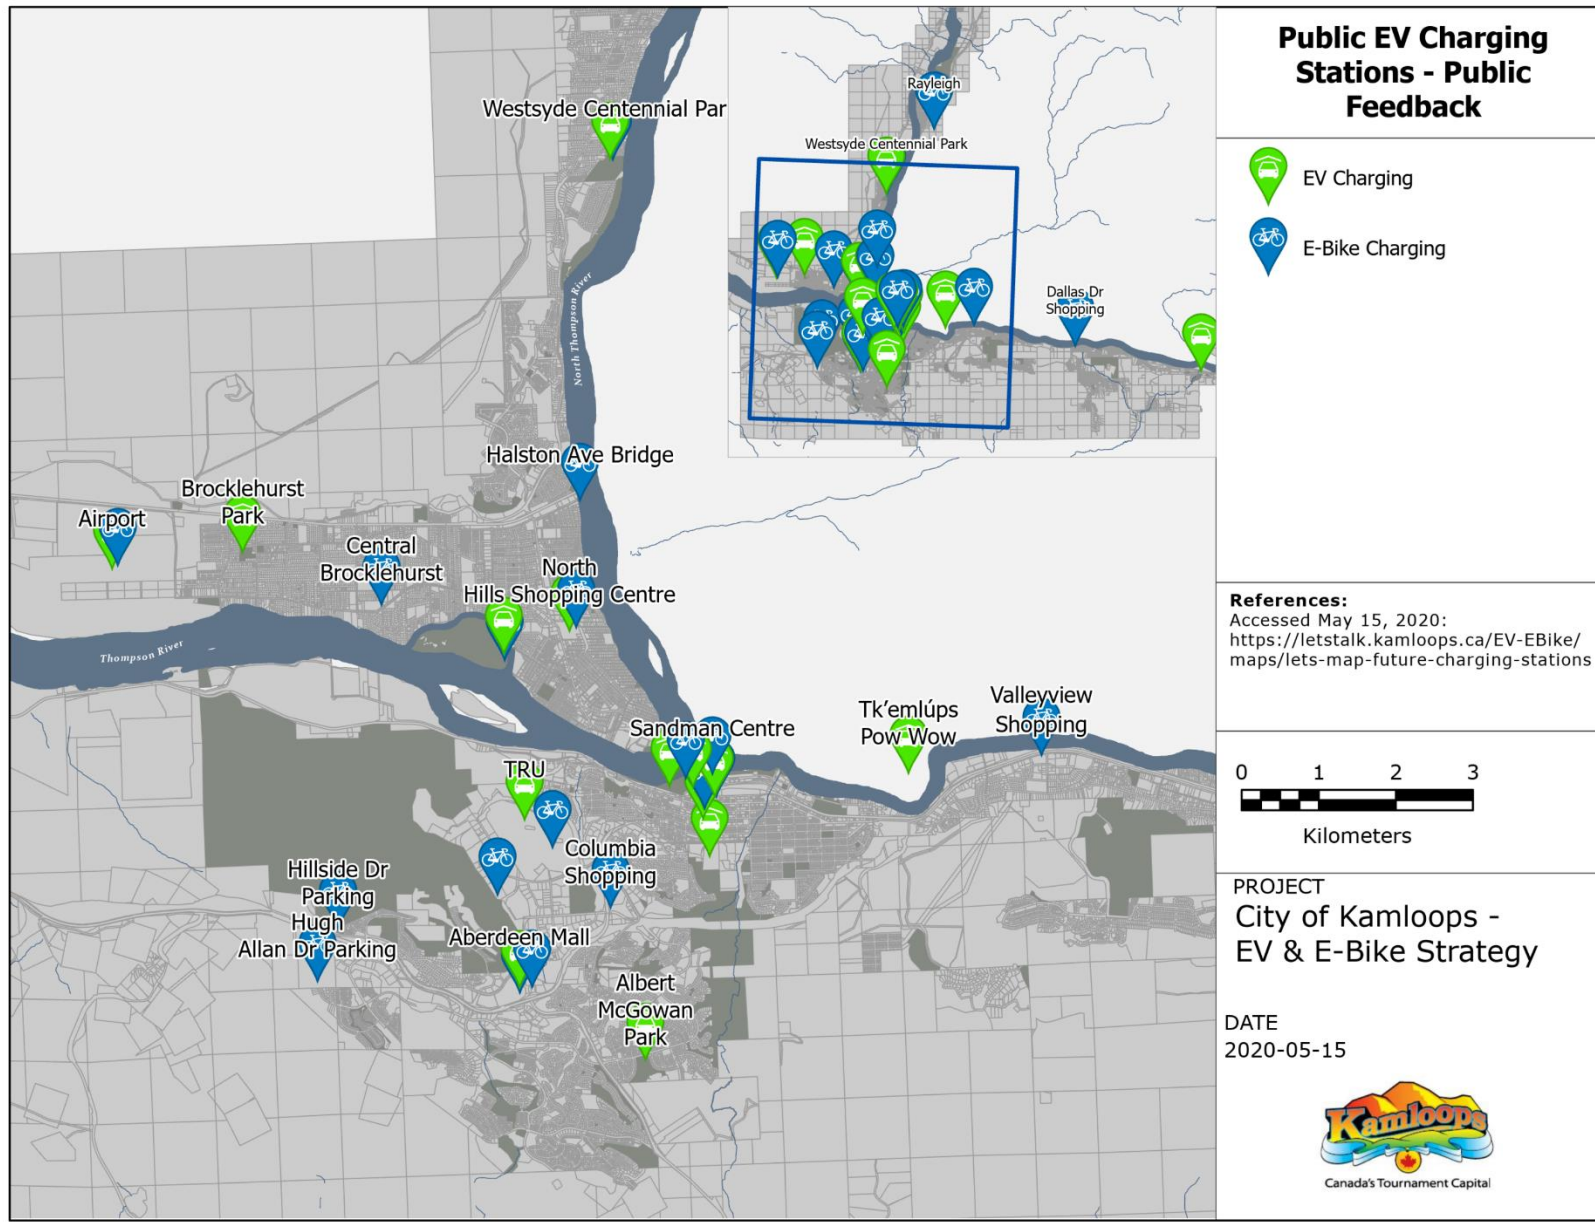 Public EV Charging
Stations - Public
Feedback
EV Charging
E-Bike Charging
References:
Accessed May 15, 2020:
https://letstalk.kamloops.ca/EV-EBike/
maps/lets-map-future-charging-stations
0 1 2 3
Kilometers
PROJECT
City of Kamloops -
EV & E-Bike Strategy
DATE
2020-05-15
Kamloops
Canada's Tournament Capital
Rayleigh
Westsyde Centennial Park
Dallas Dr
Shopping
Westsyde Centennial Par
North Thompson River
Halston Ave Bridge
Brocklehurst
Park
Airport
Central
Brocklehurst
North
Hills Shopping Centre
Thompson River
Sandman Centre
Tk'emlúps
Pow Wow
Valleyview
Shopping
TRU
Columbia
Shopping
Hillside Dr
Parking
Hugh
Allan Dr Parking
Aberdeen Mall
Albert
McGowan
Park